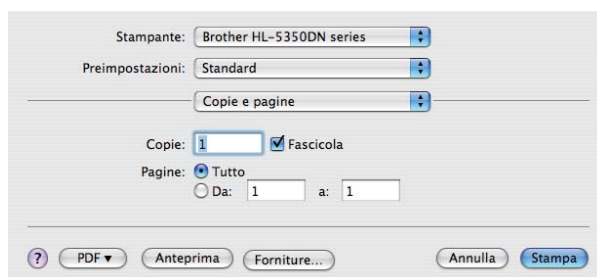 Stampante: Brother HL-5350DN series
Preimpostazioni: Standard
Copie e pagine
Copie: 1 Fascicola
Pagine: Tutto
Da: 1 a: 1
? PDF▼ Anteprima Forniture... Annulla Stampa